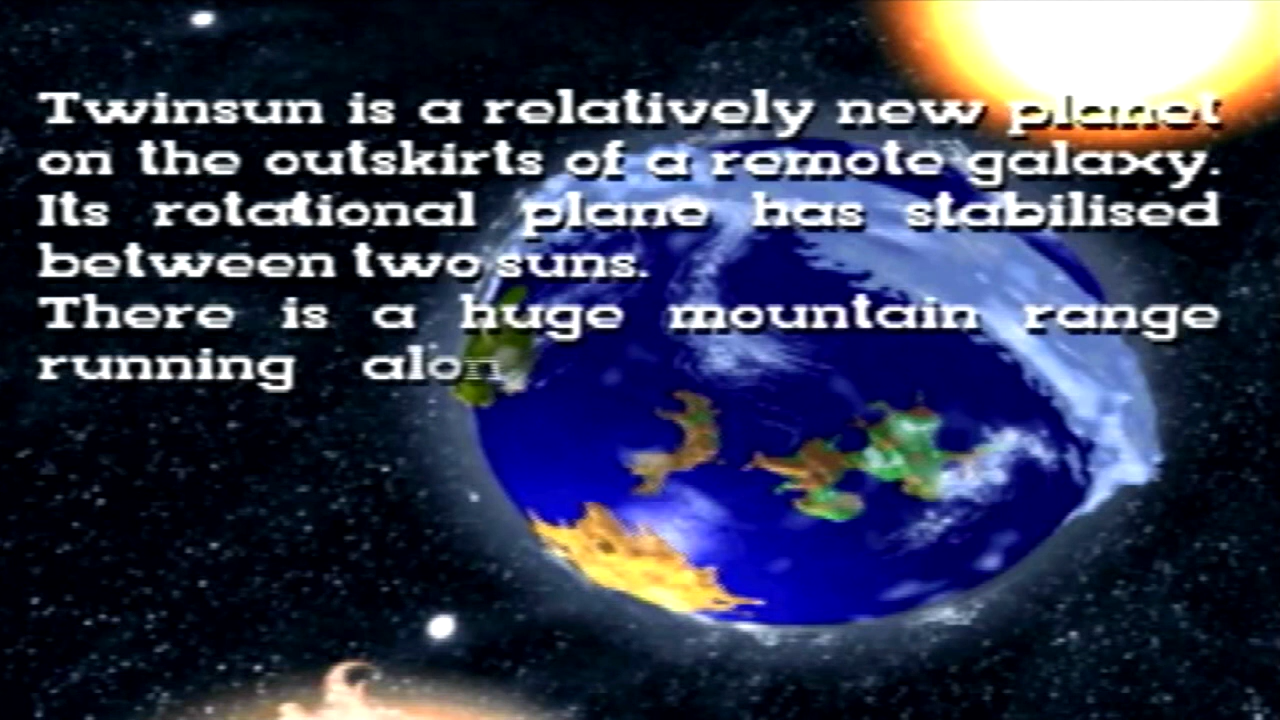 Twinsun is a relatively new planet
on the outskirts of a remote galaxy.
Its rotational plane has stabilised
between two suns.
There is a huge mountain range
running alon